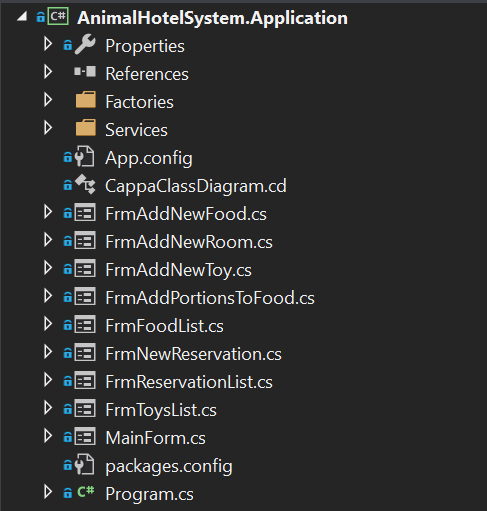 C# AnimalHotelSystem.Application
Properties
References
Factories
Services
App.config
CappaClassDiagram.cd
FrmAddNewFood.cs
FrmAddNewRoom.cs
FrmAddNewToy.cs
FrmAddPortionsToFood.cs
FrmFoodList.cs
FrmNewReservation.cs
FrmReservationList.cs
FrmToysList.cs
MainForm.cs
packages.config
C# Program.cs